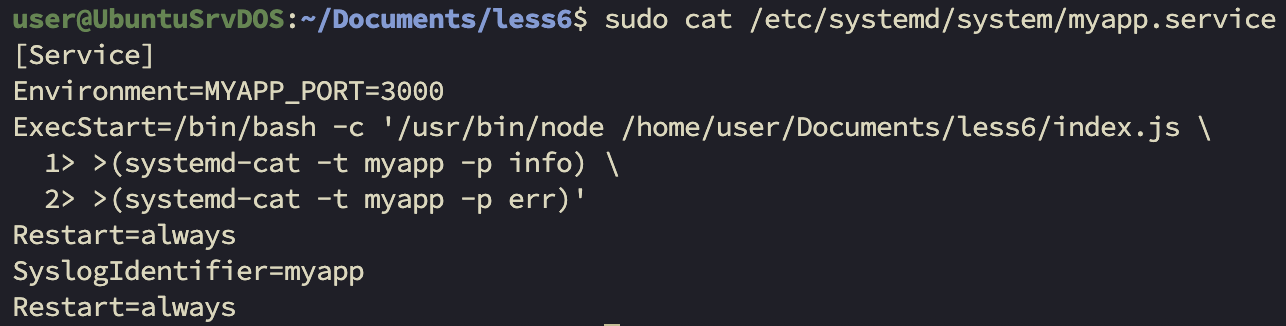 user@UbuntuSrvDOS:~/Documents/less6$ sudo cat /etc/systemd/system/myapp.service
[Service]
Environment=MYAPP_PORT=3000
ExecStart=/bin/bash -c '/usr/bin/node /home/user/Documents/less6/index.js \
  1> >(systemd-cat -t myapp -p info) \
  2> >(systemd-cat -t myapp -p err)'
Restart=always
SyslogIdentifier=myapp
Restart=always